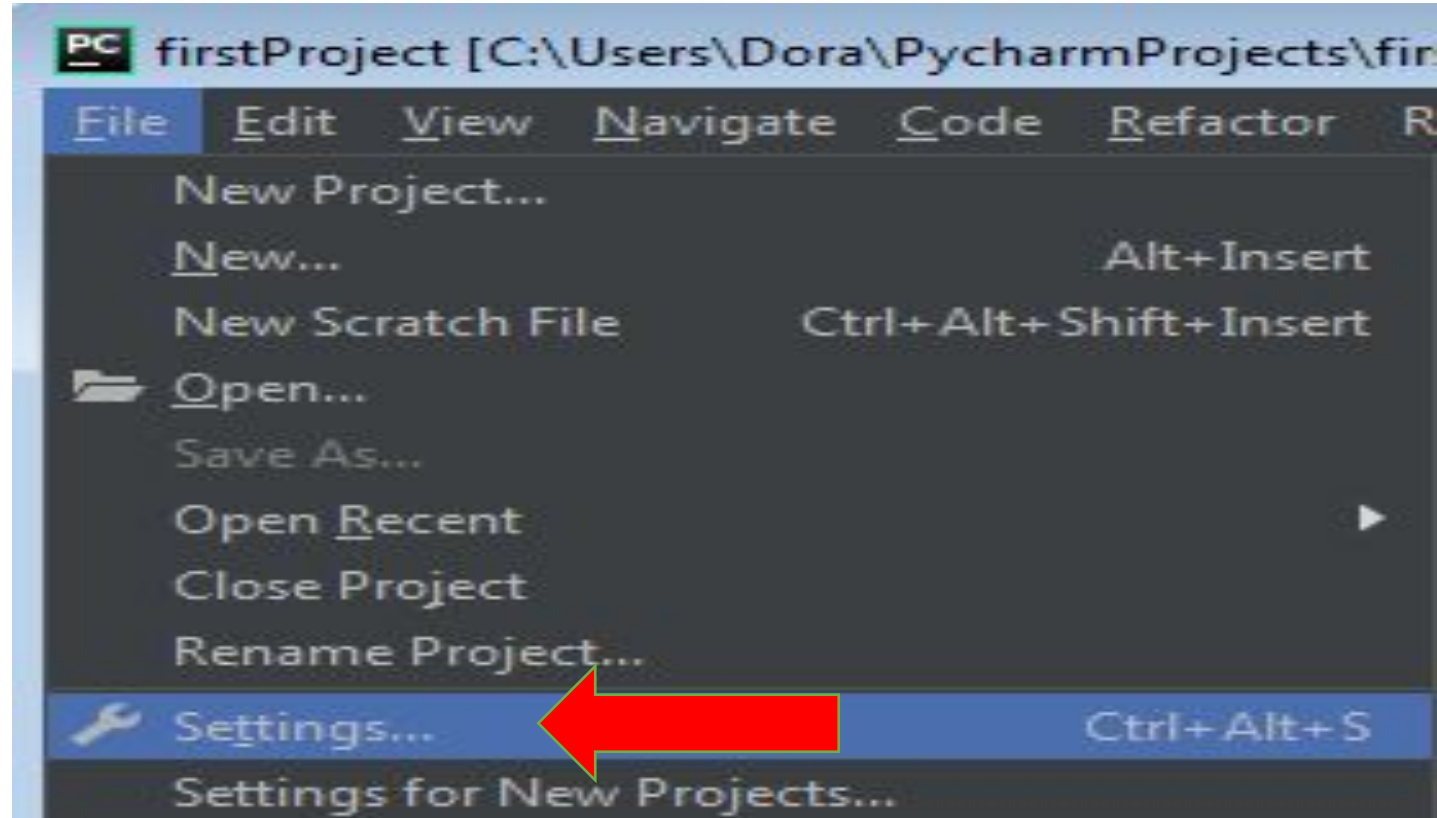 PC firstProject [C:\Users\Dora\PycharmProjects\fir
File Edit View Navigate Code Refactor R
New Project...
New... Alt+Insert
New Scratch File Ctrl+Alt+Shift+Insert
Open...
Save As...
Open Recent
Close Project
Rename Project...
Settings... Ctrl+Alt+S
Settings for New Projects...